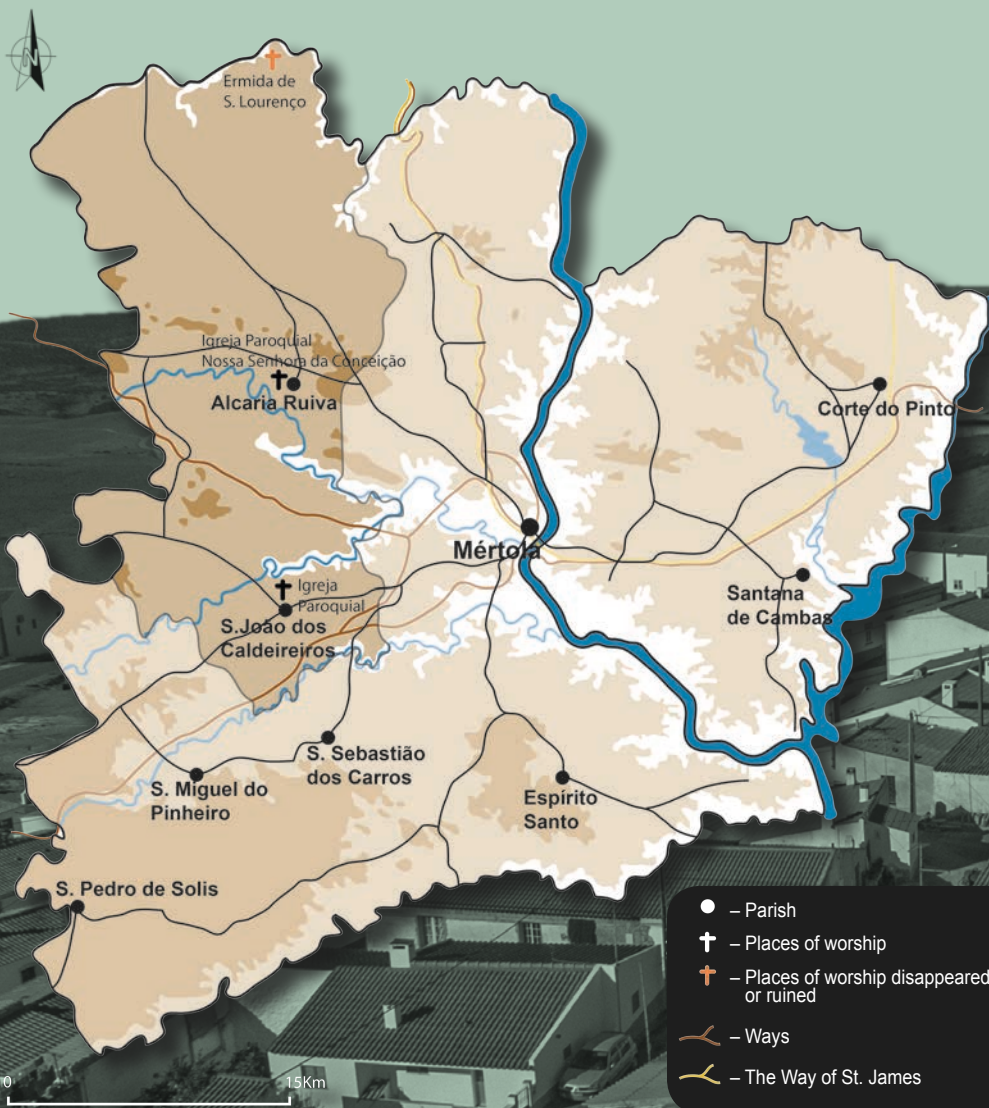 N
Ermida de
S. Lourenço
Igreja Paroquial
Nossa Senhora da Conceição
Alcaria Ruiva
Corte do Pinto
Mértola
Igreja
Paroquial
S.João dos
Caldeireiros
Santana
de Cambas
S. Sebastião
dos Carros
S. Miguel do
Pinheiro
Espírito
Santo
S. Pedro de Solis
– Parish
– Places of worship
– Places of worship disappeared
or ruined
– Ways
– The Way of St. James
0 15Km